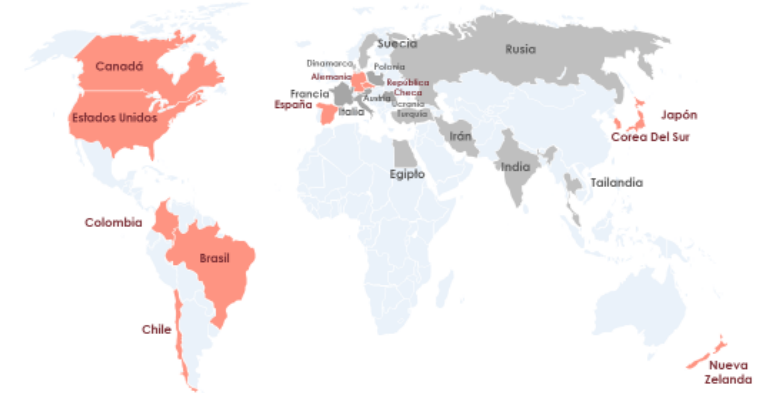 Suecia
Rusia
Canadá
Dinamarca
Polonia
Alemania
República
Checa
Francia
Austria
España
Ucrania
Italia
Turquía
Estados Unidos
Japón
Corea Del Sur
Irán
India
Egipto
Tailandia
Colombia
Brasil
Chile
Nueva
Zelanda